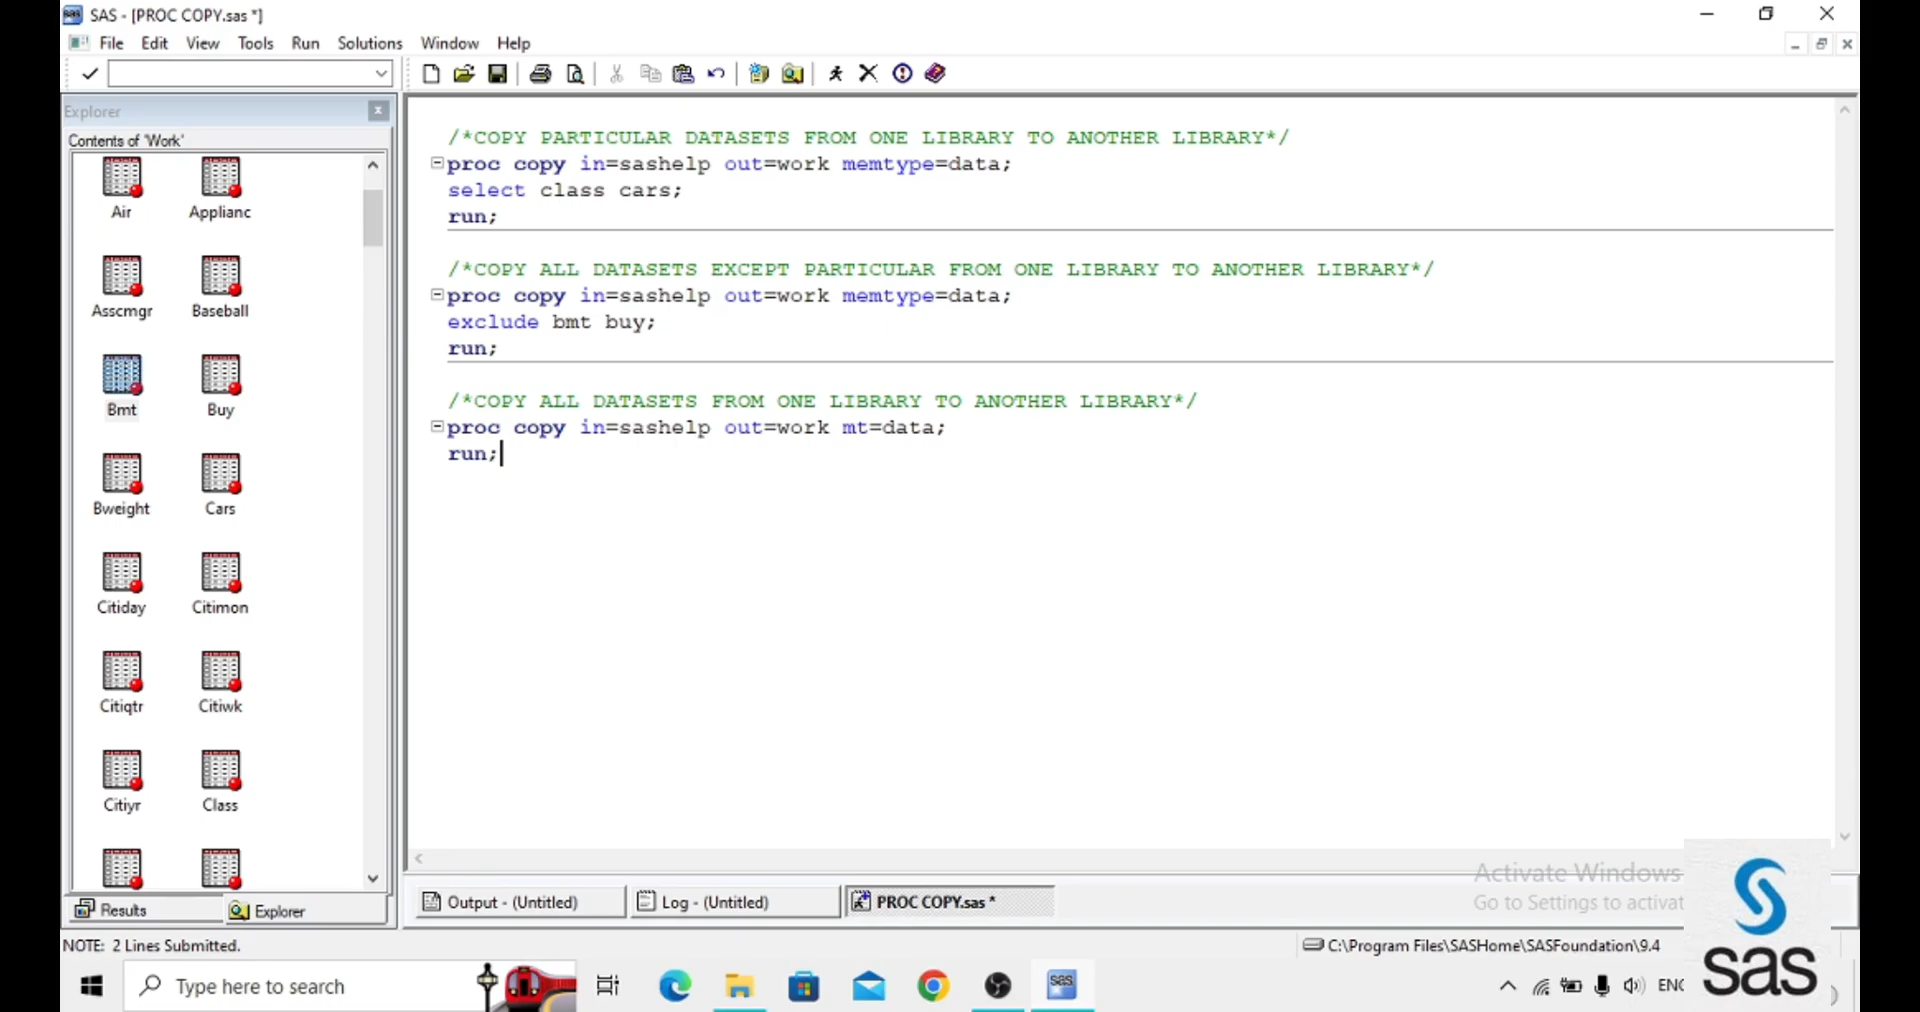 SAS - [PROC COPY.sas *]
File Edit View Tools Run Solutions Window Help
Explorer
Contents of 'Work'
Air Applianc
Asscmgr Baseball
Bmt Buy
Bweight Cars
Citiday Citimon
Citiqtr Citiwk
Citiyr Class
/*COPY PARTICULAR DATASETS FROM ONE LIBRARY TO ANOTHER LIBRARY*/
proc copy in=sashelp out=work memtype=data;
select class cars;
run;
/*COPY ALL DATASETS EXCEPT PARTICULAR FROM ONE LIBRARY TO ANOTHER LIBRARY*/
proc copy in=sashelp out=work memtype=data;
exclude bmt buy;
run;
/*COPY ALL DATASETS FROM ONE LIBRARY TO ANOTHER LIBRARY*/
proc copy in=sashelp out=work mt=data;
run;
Activate Windows
Go to Settings to activat
Results Explorer
Output - (Untitled) Log - (Untitled) PROC COPY.sas *
NOTE: 2 Lines Submitted.
C:\Program Files\SASHome\SASFoundation\9.4
Type here to search
sas
ENG
sas